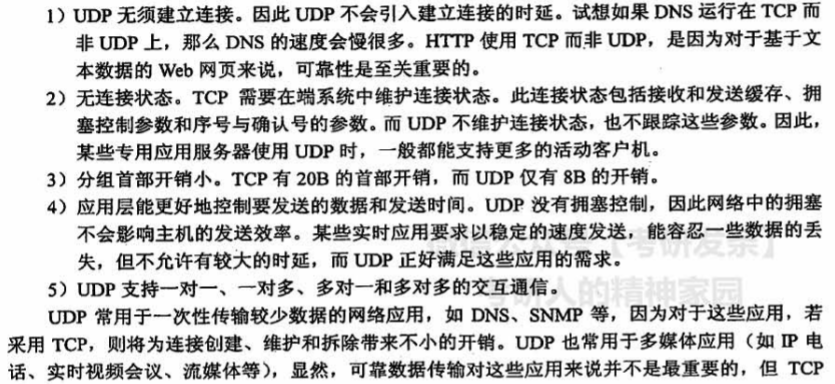 1）UDP 无须建立连接。因此 UDP 不会引入建立连接的时延。试想如果 DNS 运行在 TCP 而
非 UDP 上，那么 DNS 的速度会慢很多。HTTP 使用 TCP 而非 UDP，是因为对于基于文
本数据的 Web 网页来说，可靠性是至关重要的。
2）无连接状态。TCP 需要在端系统中维护连接状态。此连接状态包括接收和发送缓存、拥
塞控制参数和序号与确认号的参数。而 UDP 不维护连接状态，也不跟踪这些参数。因此，
某些专用应用服务器使用 UDP 时，一般都能支持更多的活动客户机。
3）分组首部开销小。TCP 有 20B 的首部开销，而 UDP 仅有 8B 的开销。
4）应用层能更好地控制要发送的数据和发送时间。UDP 没有拥塞控制，因此网络中的拥塞
不会影响主机的发送效率。某些实时应用要求以稳定的速度发送，能容忍一些数据的丢
失，但不允许有较大的时延，而 UDP 正好满足这些应用的需求。
5）UDP 支持一对一、一对多、多对一和多对多的交互通信。
UDP 常用于一次性传输较少数据的网络应用，如 DNS、SNMP 等，因为对于这些应用，若
采用 TCP，则将为连接创建、维护和拆除带来不小的开销。UDP 也常用于多媒体应用（如 IP 电
话、实时视频会议、流媒体等），显然，可靠数据传输对这些应用来说并不是最重要的，但 TCP
【考研发条】
考研人的精神家园